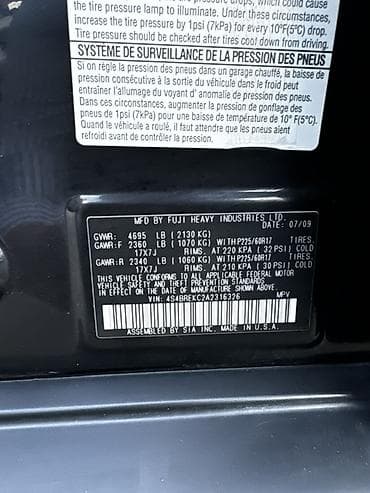 the tire pressure lamp to illuminate. Under these circumstances,
increase the tire pressure by 1psi (7kPa) for every 10°F(5°C) drop.
Tire pressure should be checked after tires cool down from driving.
SYSTÈME DE SURVEILLANCE DE LA PRESSION DES PNEUS
Si on règle la pression des pneus dans un garage chauffé, la baisse de
pression complémentaire à la sortie du véhicule dans le froid peut
entraîner l'allumage du voyant d' anomalie de pression des pneus.
Dans ces circonstances, augmenter la pression de gonflage
des pneus de 1psi (7kPa) pour une baisse de température de 10° F(5°C).
Quand le véhicule a roulé, il faut attendre que les pneus aient
refroidi avant de contrôler la pression.
MFD BY FUJI HEAVY INDUSTRIES LTD.
DATE: 07/09
GVWR: 4695 LB (2130 KG)
GAWR:F 2360 LB (1070 KG) WITH P225/60R17 TIRES,
17X7J RIMS, AT 220 KPA (32 PSI) COLD
GAWR:R 2340 LB (1060 KG) WITH P225/60R17 TIRES,
17X7J RIMS, AT 210 KPA (30 PSI) COLD
THIS VEHICLE CONFORMS TO ALL APPLICABLE FEDERAL MOTOR
VEHICLE SAFETY AND THEFT PREVENTION STANDARDS IN
EFFECT ON THE DATE OF MANUFACTURE SHOWN ABOVE.
VIN: 4S4BREKC2A2316326 MPV
ASSEMBLED BY SIA INC. MADE IN U.S.A.